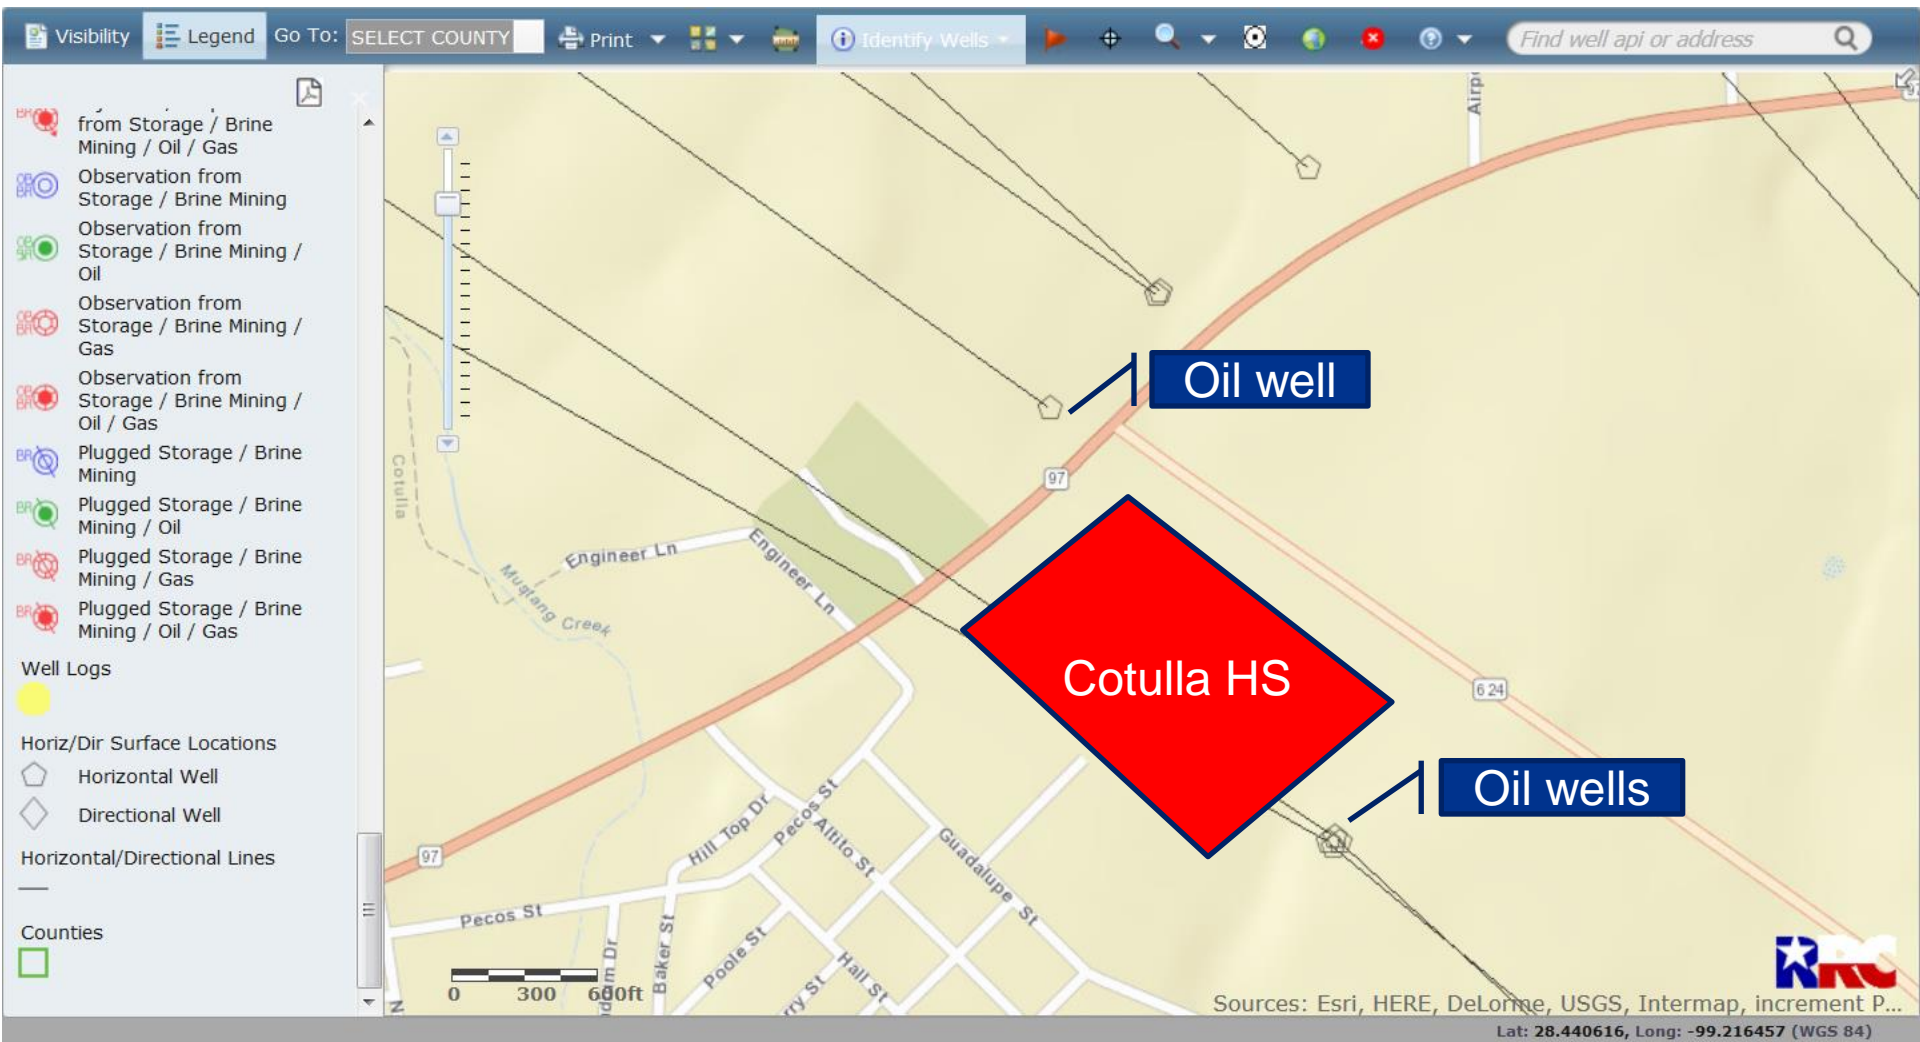 Visibility
Legend
Go To:
SELECT COUNTY
Print
Identify Wells
Find well api or address
from Storage / Brine
Mining / Oil / Gas
Observation from
Storage / Brine Mining
Observation from
Storage / Brine Mining /
Oil
Observation from
Storage / Brine Mining /
Gas
Observation from
Storage / Brine Mining /
Oil / Gas
Plugged Storage / Brine
Mining
Plugged Storage / Brine
Mining / Oil
Plugged Storage / Brine
Mining / Gas
Plugged Storage / Brine
Mining / Oil / Gas
Well Logs
Horiz/Dir Surface Locations
Horizontal Well
Directional Well
Horizontal/Directional Lines
Counties
Airp
Oil well
97
Cotulla
Engineer Ln
Engineer Ln
Mustang Creek
Cotulla HS
624
Oil wells
97
Hill Top Dr
Pecos St
Altito St
Guadalupe St
Pecos St
Baker St
Poole St
Hall St
0 300 600ft
RRC
Sources: Esri, HERE, DeLorme, USGS, Intermap, increment P...
Lat: 28.440616, Long: -99.216457 (WGS 84)